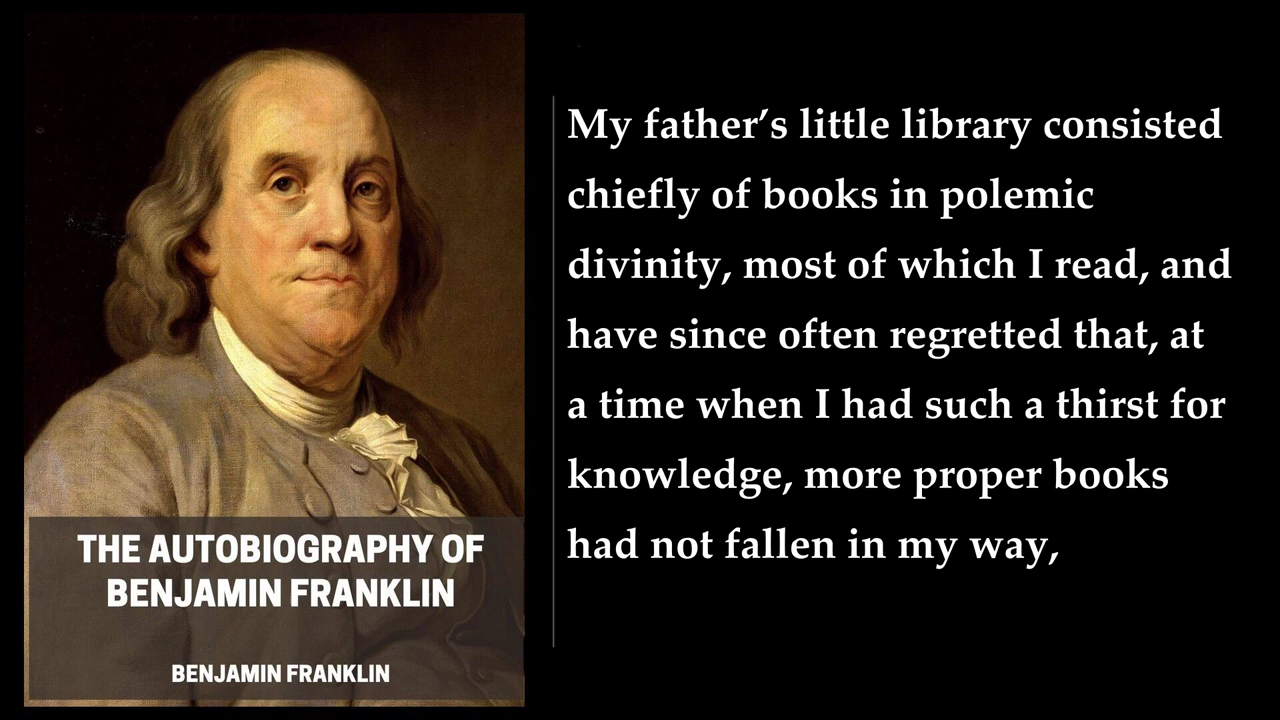 THE AUTOBIOGRAPHY OF
BENJAMIN FRANKLIN
BENJAMIN FRANKLIN
My father’s little library consisted
chiefly of books in polemic
divinity, most of which I read, and
have since often regretted that, at
a time when I had such a thirst for
knowledge, more proper books
had not fallen in my way,